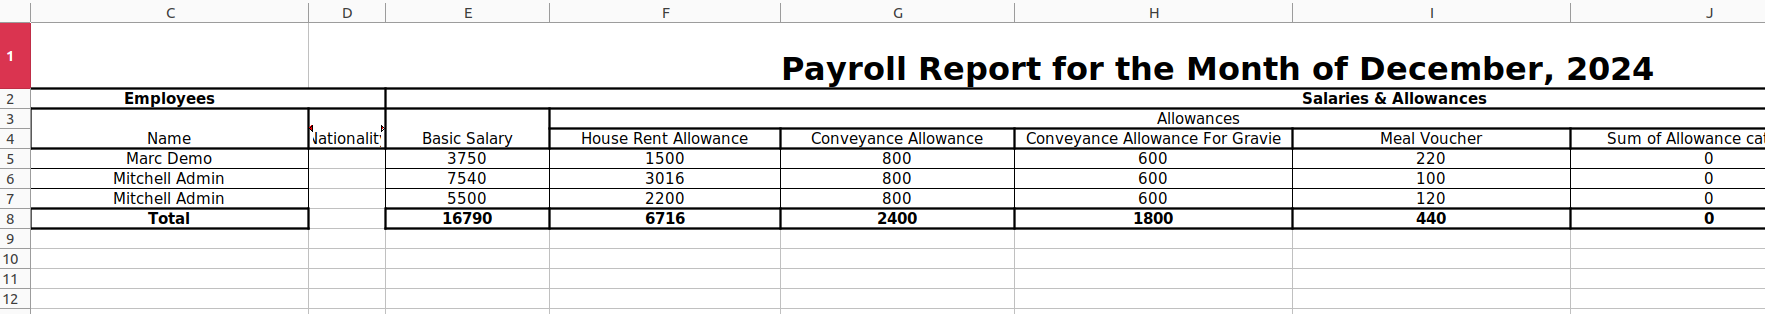 C D E F G H I J
1 Payroll Report for the Month of December, 2024
2 Employees Salaries & Allowances
3 Allowances
4 Name Basic Salary House Rent Allowance Conveyance Allowance Conveyance Allowance For Gravie Meal Voucher Sum of Allowance
5 Marc Demo 3750 1500 800 600 220 0
6 Mitchell Admin 7540 3016 800 600 100 0
7 Mitchell Admin 5500 2200 800 600 120 0
8 Total 16790 6716 2400 1800 440 0
9
10
11
12